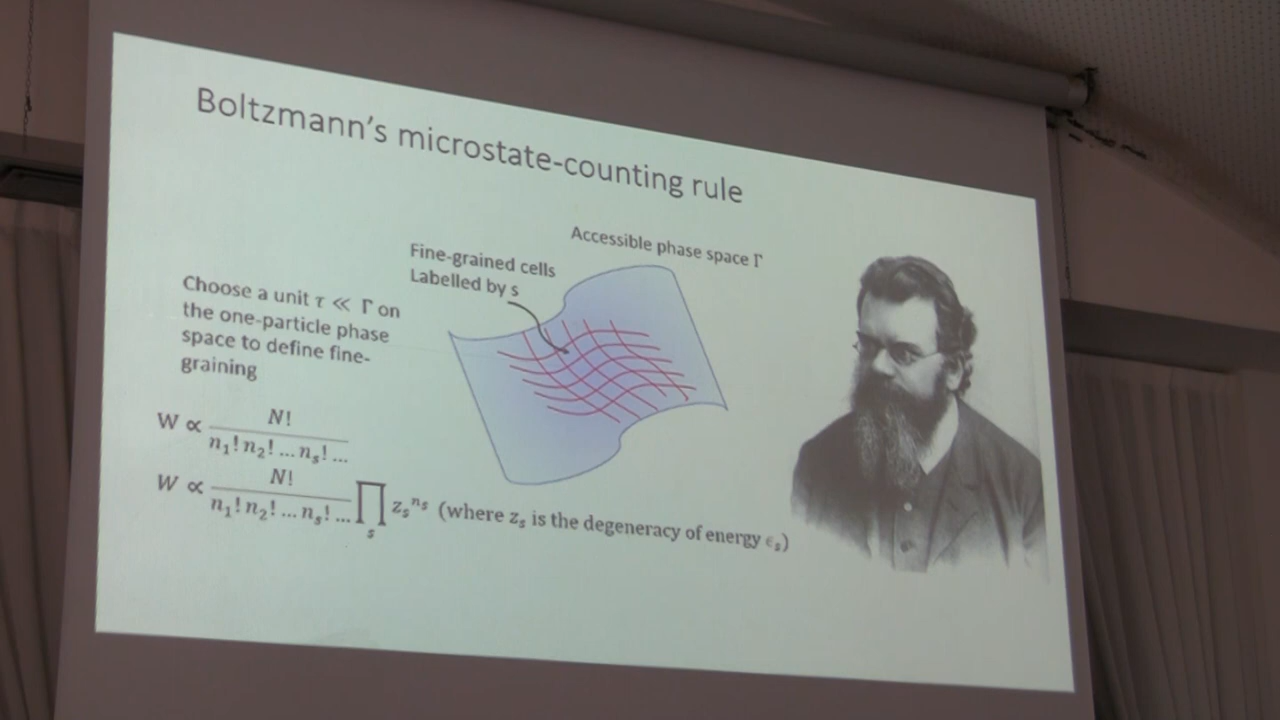 Boltzmann's microstate-counting rule
Accessible phase space Γ
Fine-grained cells
Labelled by s
Choose a unit τ ≪ Γ on
the one-particle phase
space to define fine-
graining
W ∝ N! / n₁! n₂! … nₛ! …
W ∝ N! / n₁! n₂! … nₛ! … ∏ₛ zₛⁿˢ (where zₛ is the degeneracy of energy ϵₛ)